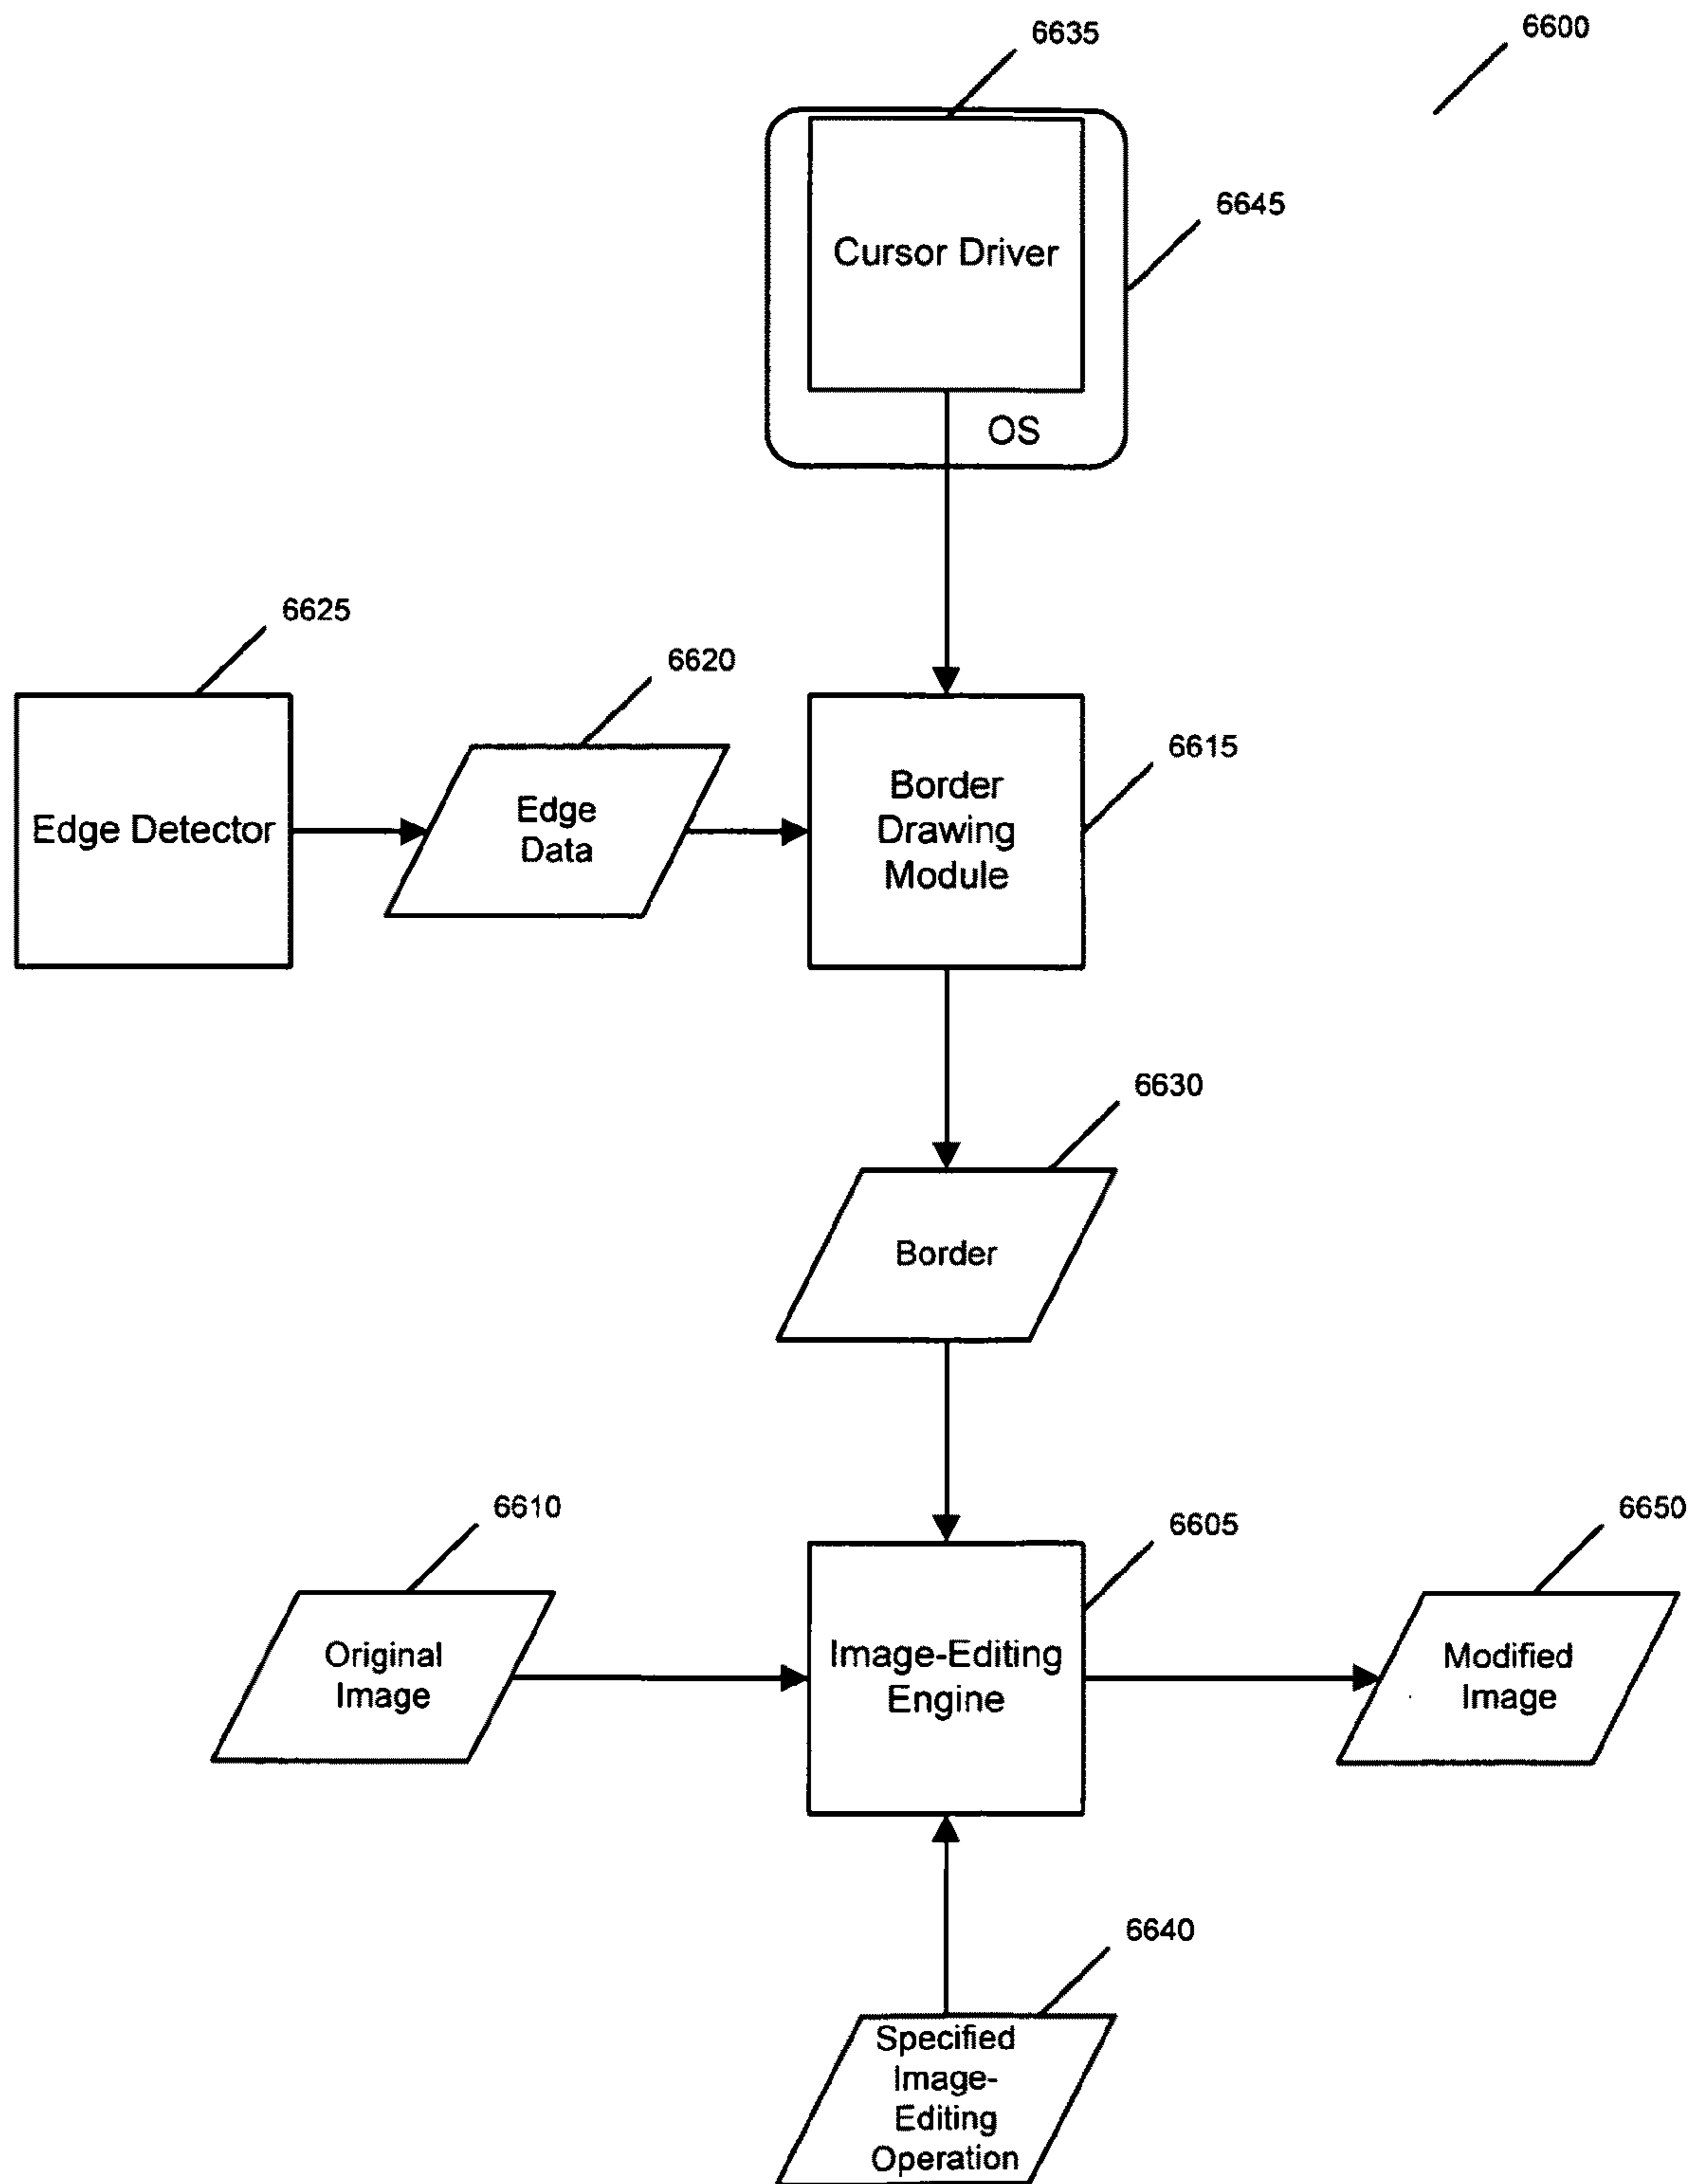 6635
6600
6645
Cursor Driver
OS
6625
6620
6615
Edge Detector
Edge
Data
Border
Drawing
Module
6630
Border
6610
6605
6650
Original
Image
Image-Editing
Engine
Modified
Image
6640
Specified
Image-
Editing
Operation